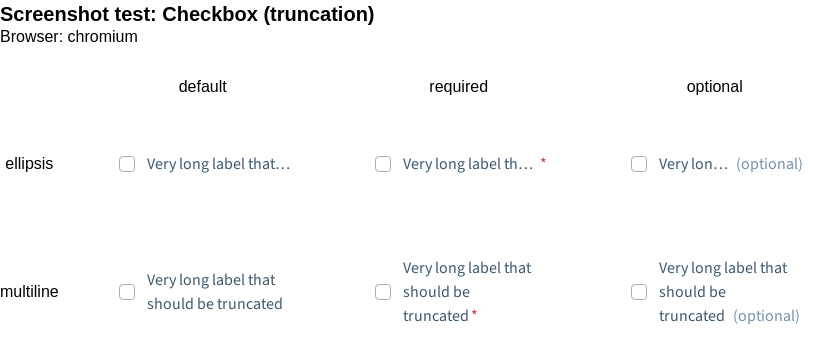 Screenshot test: Checkbox (truncation)
Browser: chromium
default required optional
ellipsis Very long label that… Very long label th… * Very lon… (optional)
multiline
Very long label that
should be truncated
Very long label that
should be
truncated *
Very long label that
should be
truncated (optional)